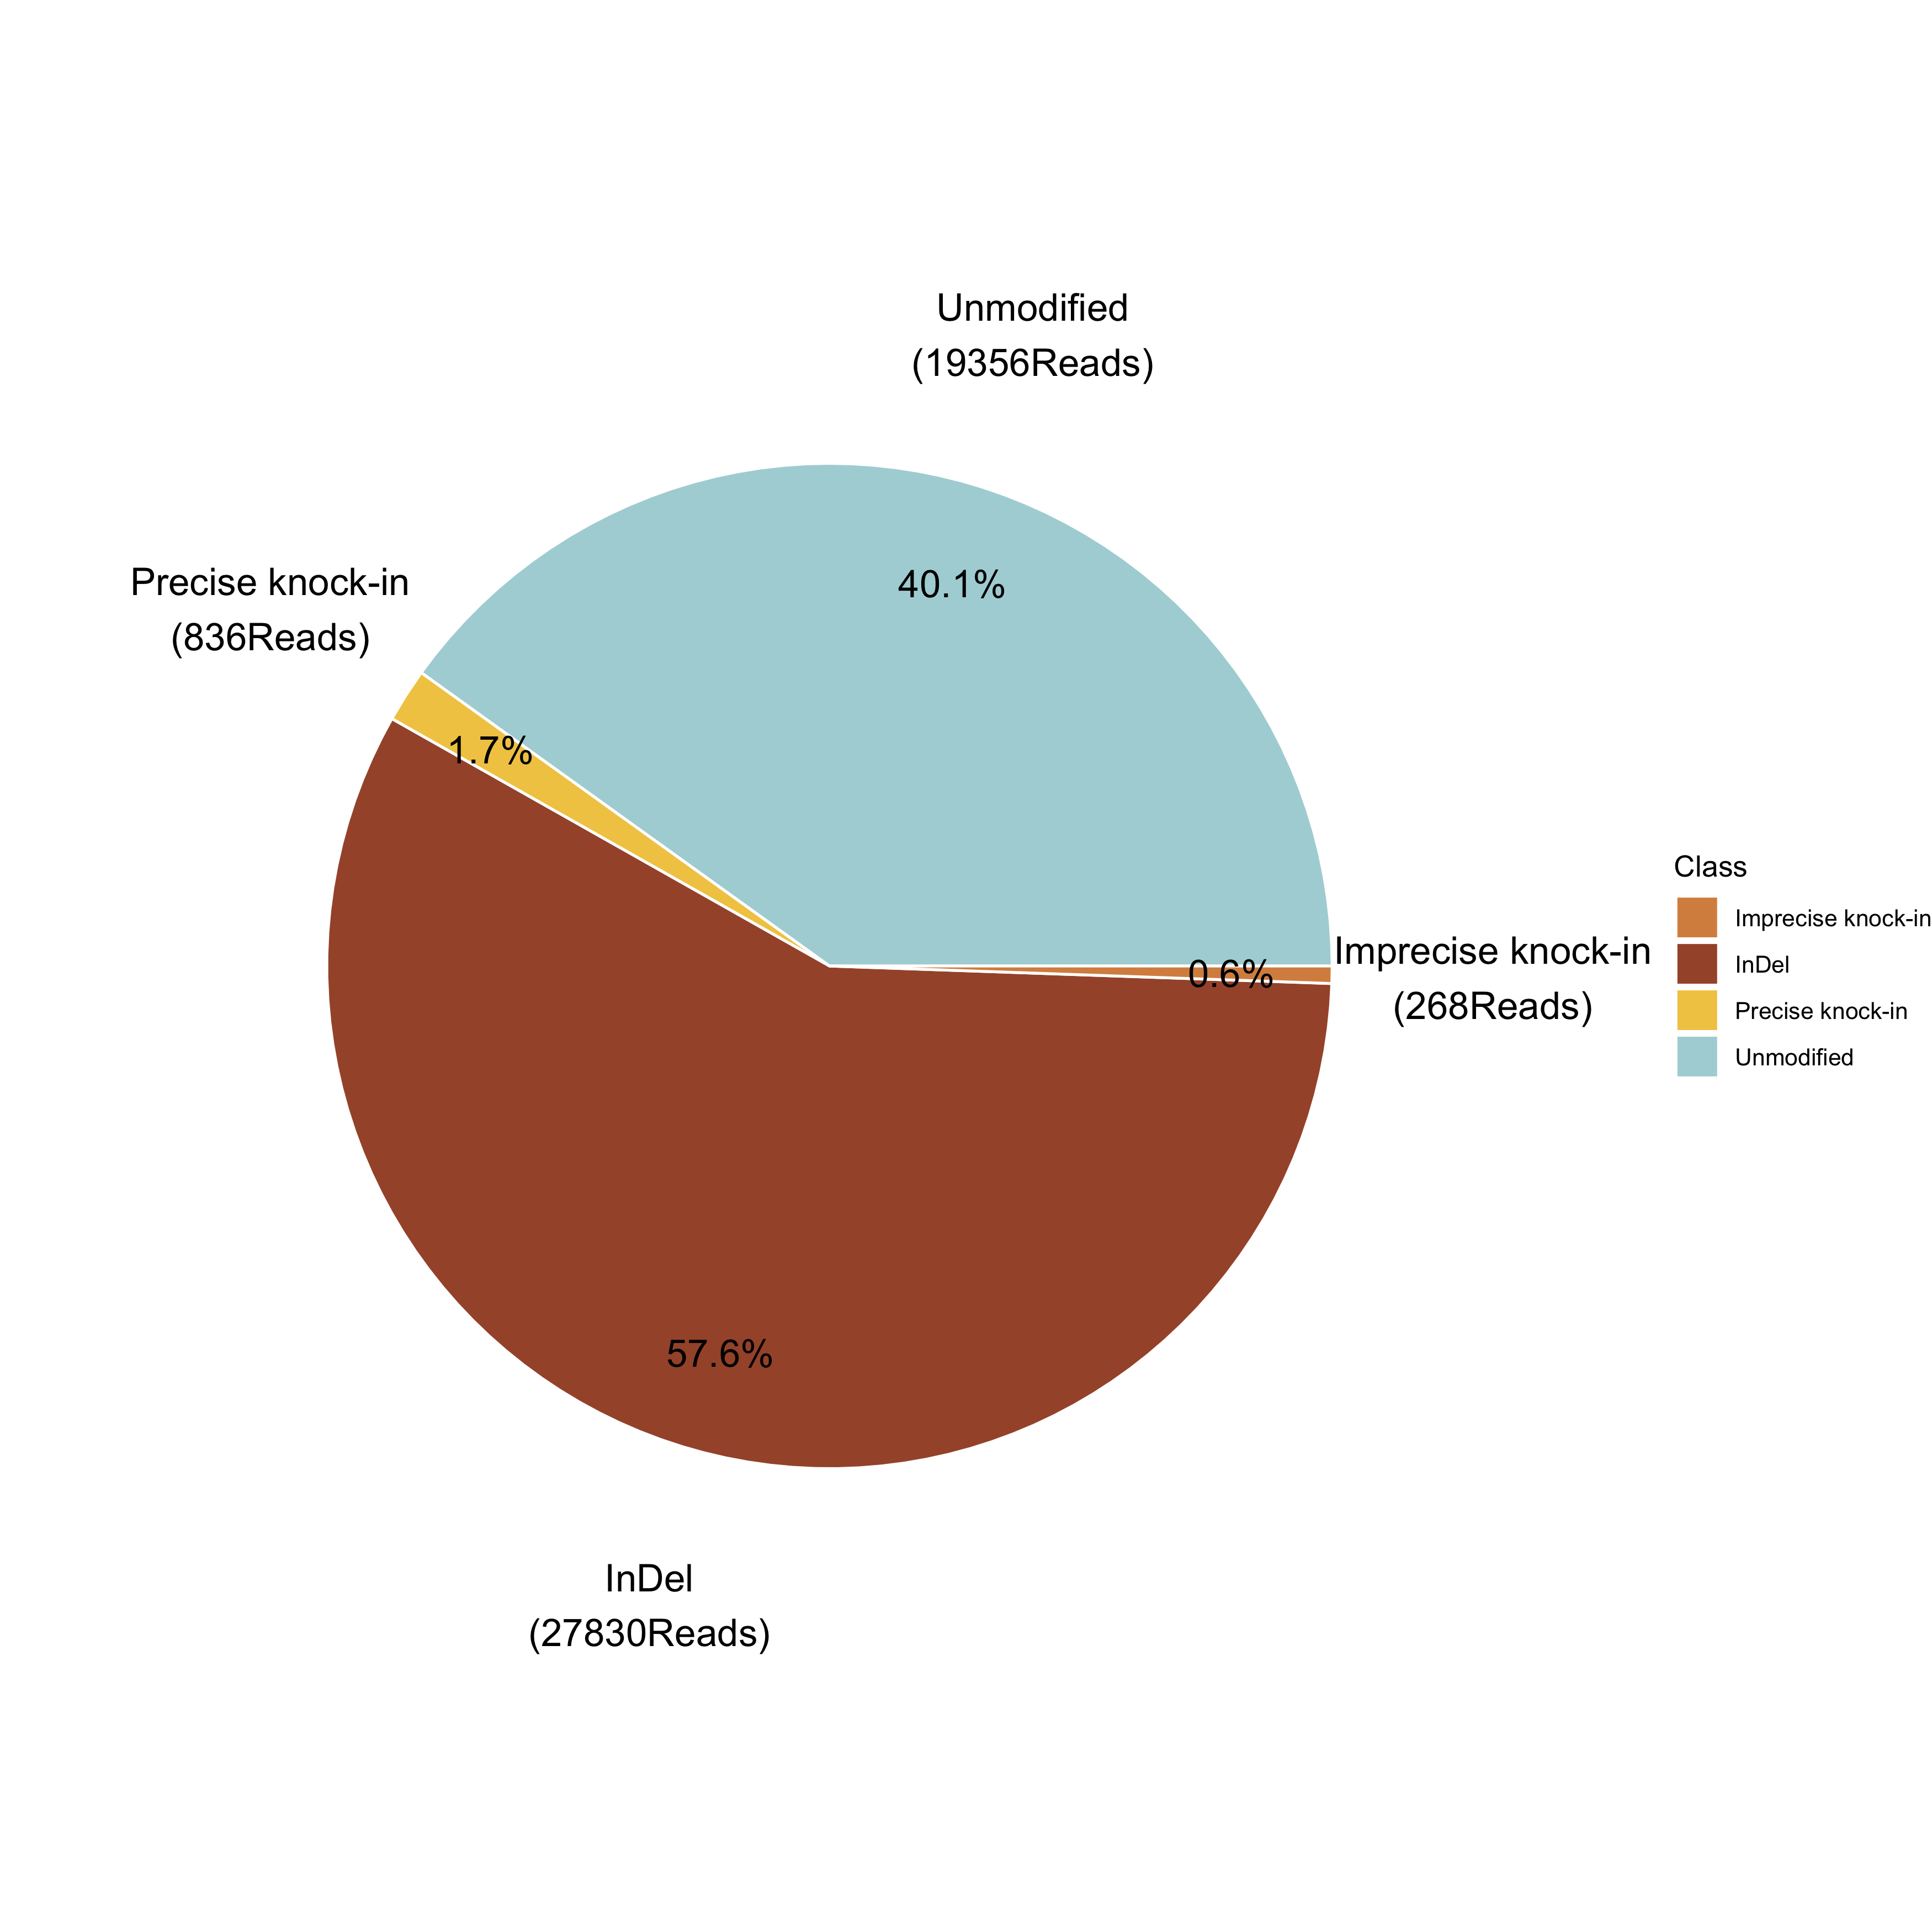 Unmodified
(19356Reads)
40.1%
Precise knock-in
(836Reads)
1.7%
Imprecise knock-in
(268Reads)
0.6%
57.6%
InDel
(27830Reads)
Class
Imprecise knock-in
InDel
Precise knock-in
Unmodified